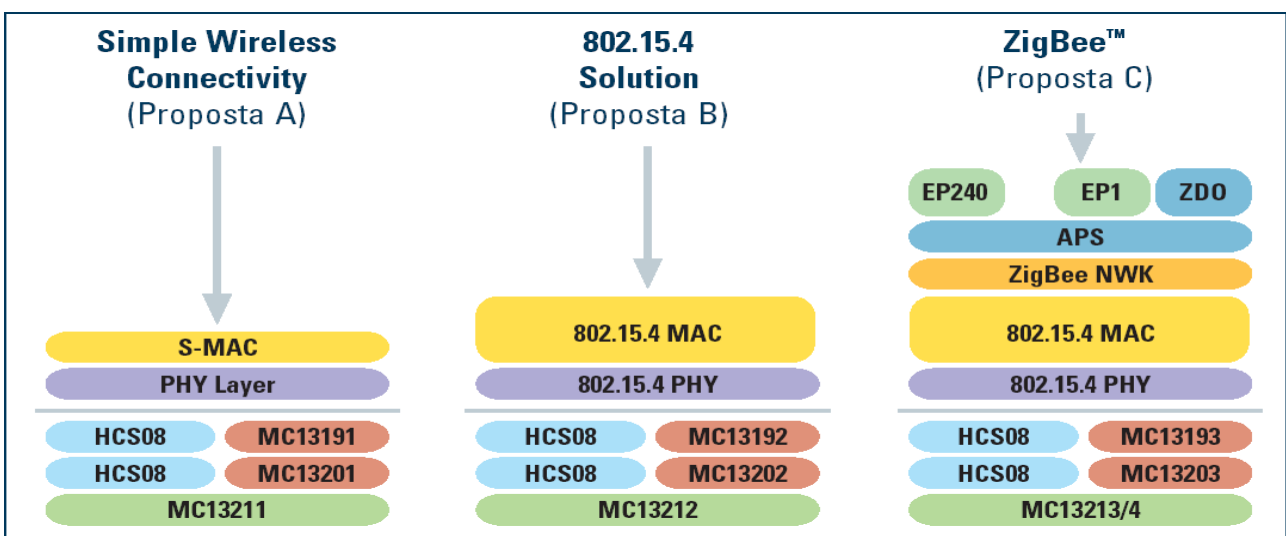 Simple Wireless
Connectivity
(Proposta A)
S-MAC
PHY Layer
HCS08 MC13191
HCS08 MC13201
MC13211
802.15.4
Solution
(Proposta B)
802.15.4 MAC
802.15.4 PHY
HCS08 MC13192
HCS08 MC13202
MC13212
ZigBee™
(Proposta C)
EP240 EP1 ZDO
APS
ZigBee NWK
802.15.4 MAC
802.15.4 PHY
HCS08 MC13193
HCS08 MC13203
MC13213/4